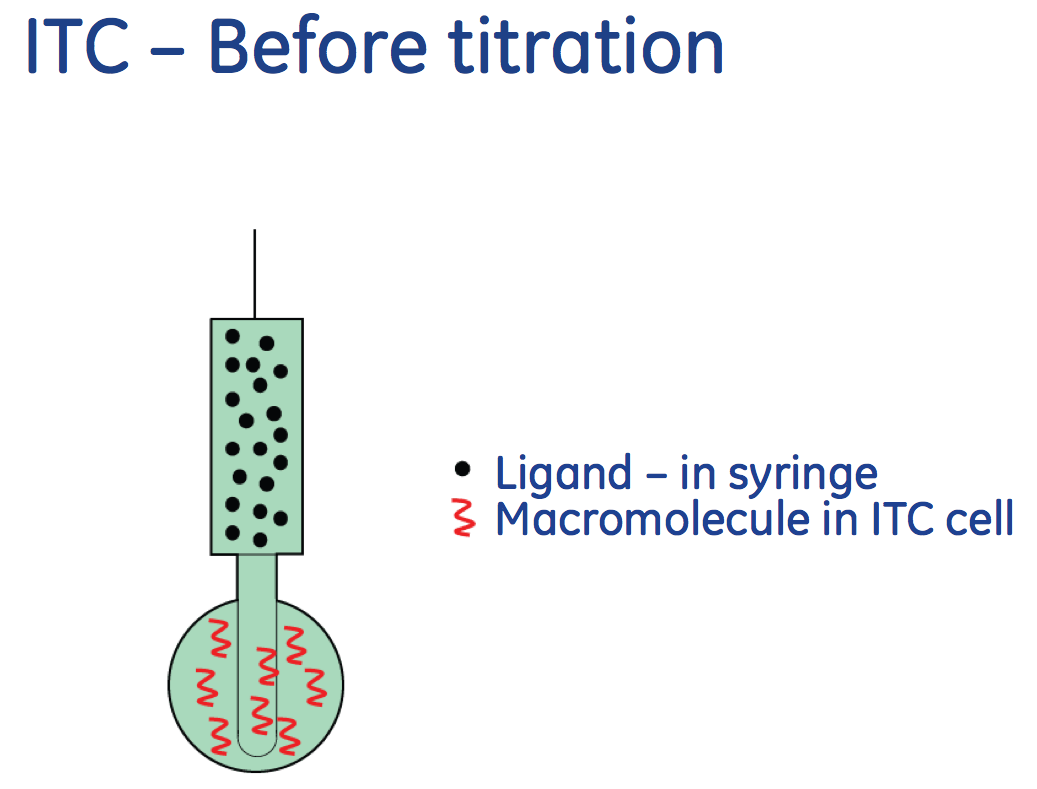 ITC – Before titration
Ligand – in syringe
Macromolecule in ITC cell